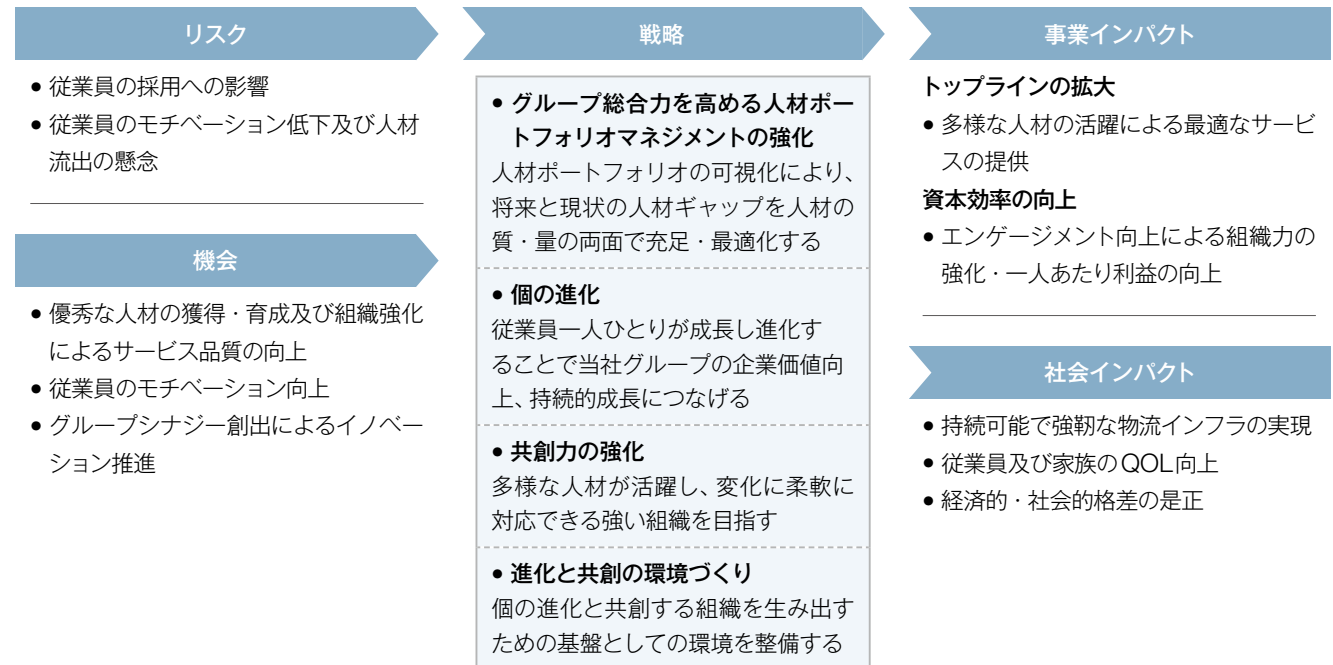 リスク
• 従業員の採用への影響
• 従業員のモチベーション低下及び人材
流出の懸念
機会
• 優秀な人材の獲得・育成及び組織強化
によるサービス品質の向上
• 従業員のモチベーション向上
• グループシナジー創出によるイノベー
ション推進
戦略
• グループ総合力を高める人材ポー
トフォリオマネジメントの強化
人材ポートフォリオの可視化により、
将来と現状の人材ギャップを人材の
質・量の両面で充足・最適化する
• 個の進化
従業員一人ひとりが成長し進化す
ることで当社グループの企業価値向
上、持続的成長につなげる
• 共創力の強化
多様な人材が活躍し、変化に柔軟に
対応できる強い組織を目指す
• 進化と共創の環境づくり
個の進化と共創する組織を生み出す
ための基盤としての環境を整備する
事業インパクト
トップラインの拡大
• 多様な人材の活躍による最適なサービ
スの提供
資本効率の向上
• エンゲージメント向上による組織力の
強化・一人あたり利益の向上
社会インパクト
• 持続可能で強靭な物流インフラの実現
• 従業員及び家族のQOL向上
• 経済的・社会的格差の是正